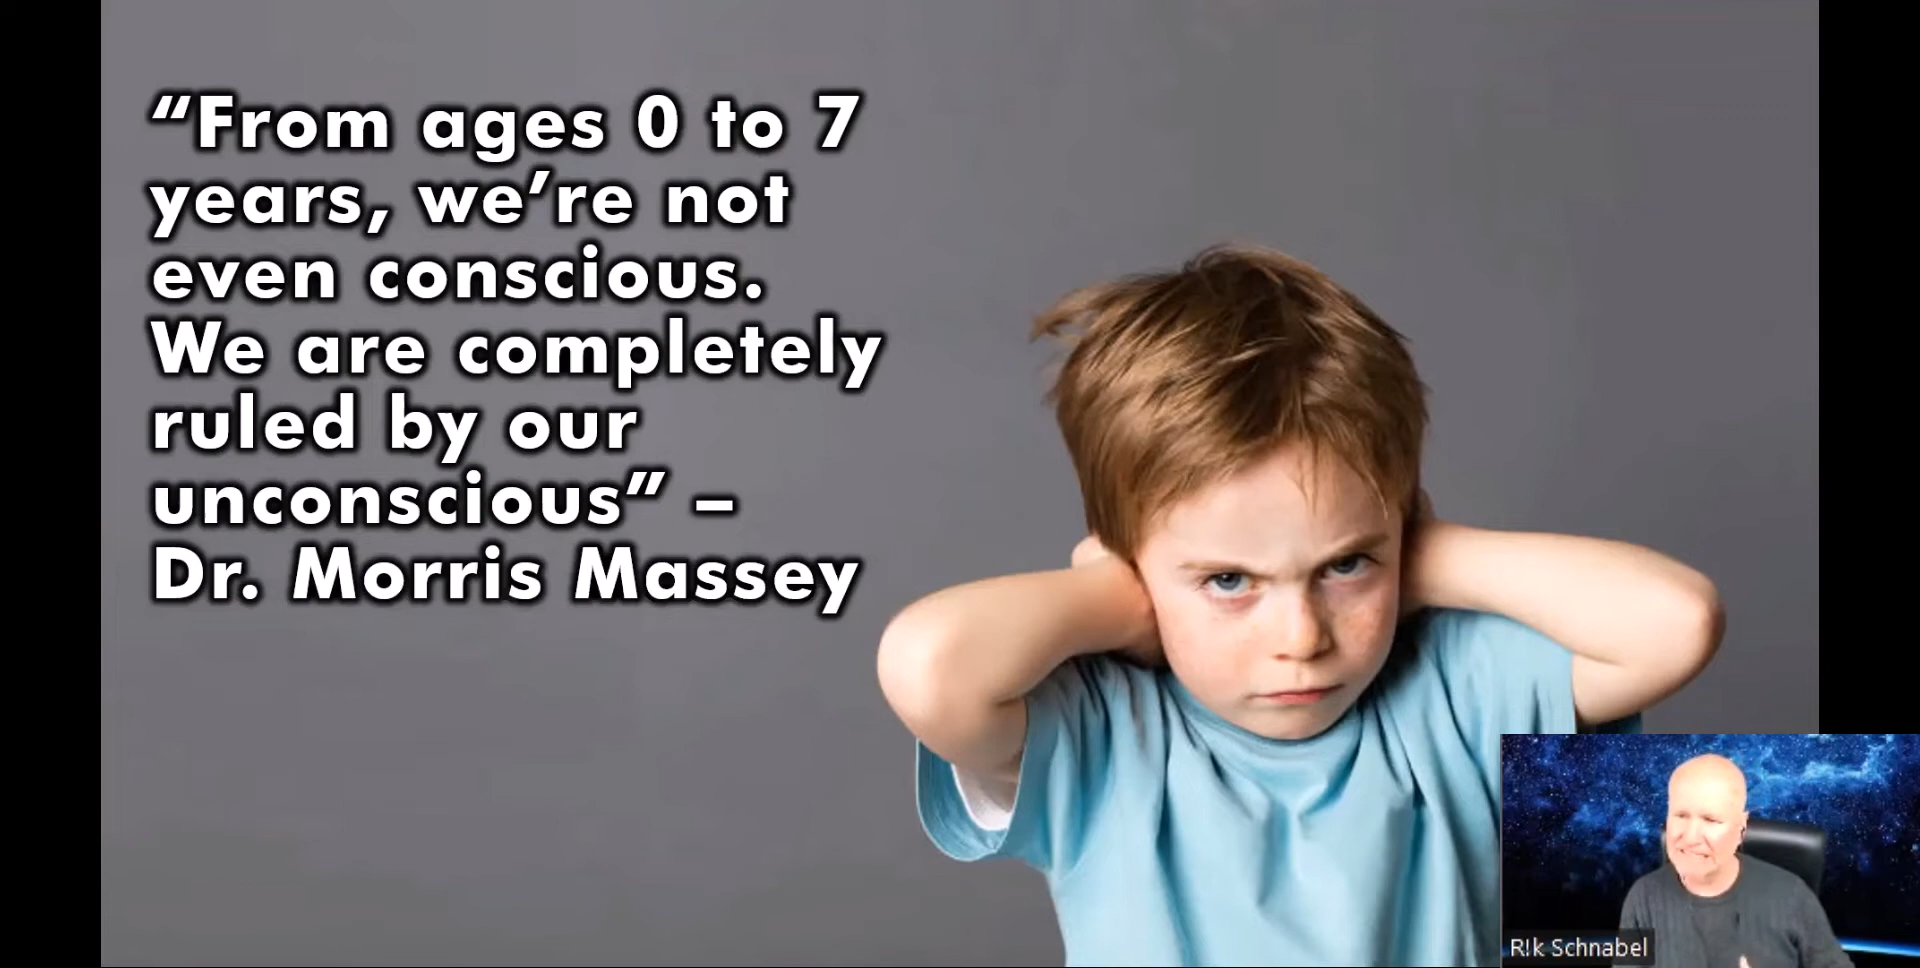 “From ages 0 to 7
years, we’re not
even conscious.
We are completely
ruled by our
unconscious” –
Dr. Morris Massey
R!k Schnabel